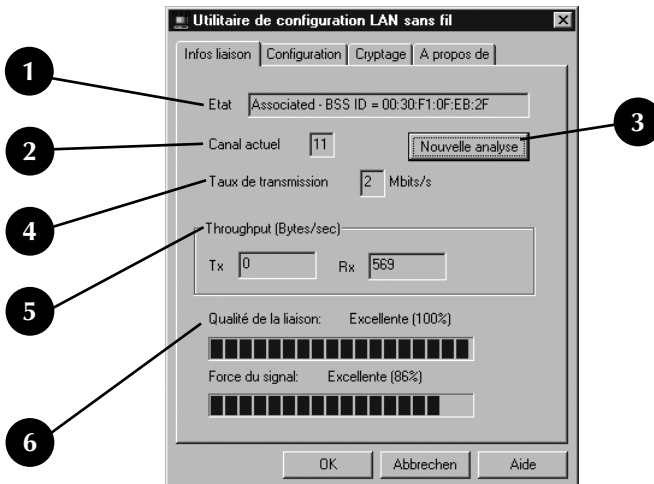 Utilitaire de configuration LAN sans fil
Infos liaison Configuration Cryptage A propos de
1
Etat Associated - BSS ID = 00:30:F1:0F:EB:2F
3
2
Canal actuel 11 Nouvelle analyse
4
Taux de transmission 2 Mbits/s
5
Throughput (Bytes/sec)
Tx 0 Rx 569
6
Qualité de la liaison: Excellente (100%)
Force du signal: Excellente (86%)
OK Abbrechen Aide